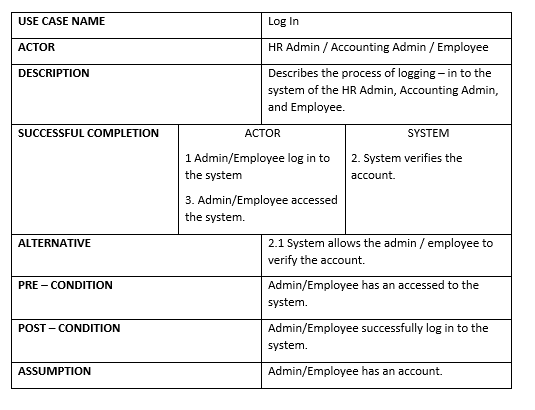 USE CASE NAME
Log In
ACTOR
HR Admin / Accounting Admin / Employee
DESCRIPTION
Describes the process of logging – in to the
system of the HR Admin, Accounting Admin,
and Employee.
SUCCESSFUL COMPLETION
ACTOR
1 Admin/Employee log in to
the system
3. Admin/Employee accessed
the system.
SYSTEM
2. System verifies the
account.
ALTERNATIVE
2.1 System allows the admin / employee to
verify the account.
PRE – CONDITION
Admin/Employee has an accessed to the
system.
POST – CONDITION
Admin/Employee successfully log in to the
system.
ASSUMPTION
Admin/Employee has an account.